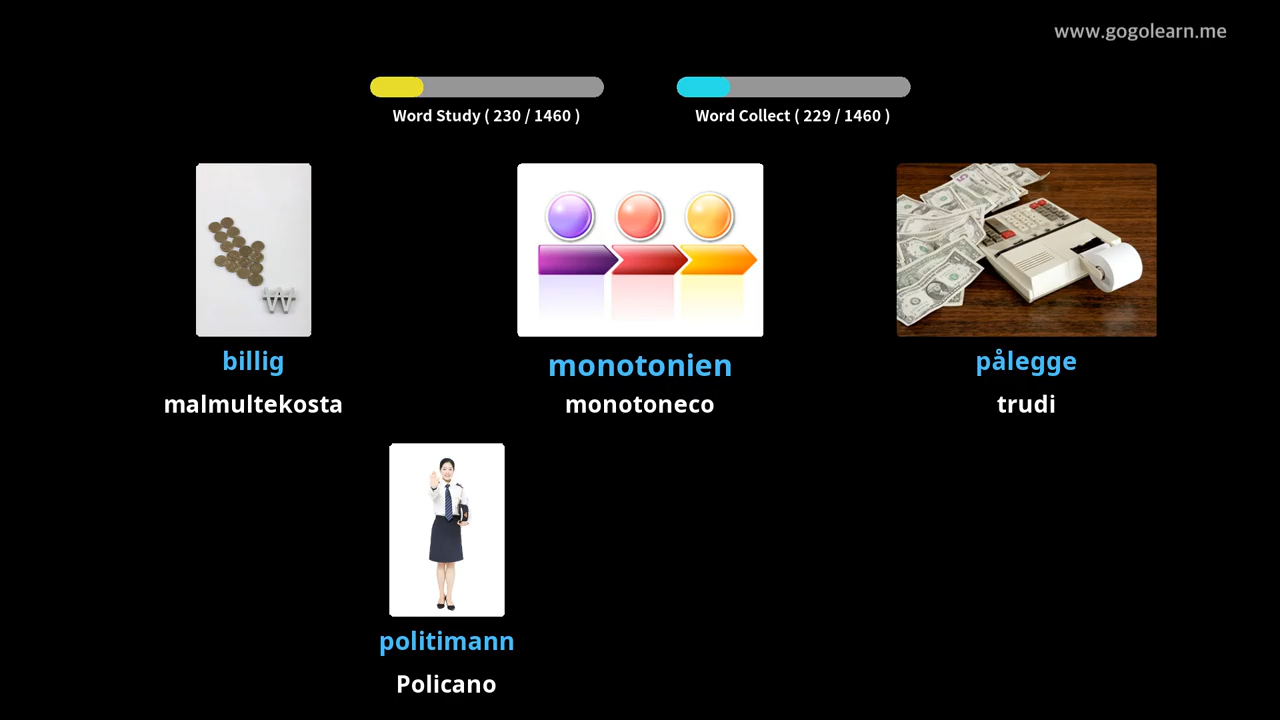 www.gogolearn.me
Word Study ( 230 / 1460 )
Word Collect ( 229 / 1460 )
billig
malmultekosta
monotonien
monotoneco
pålegge
trudi
politimann
Policano